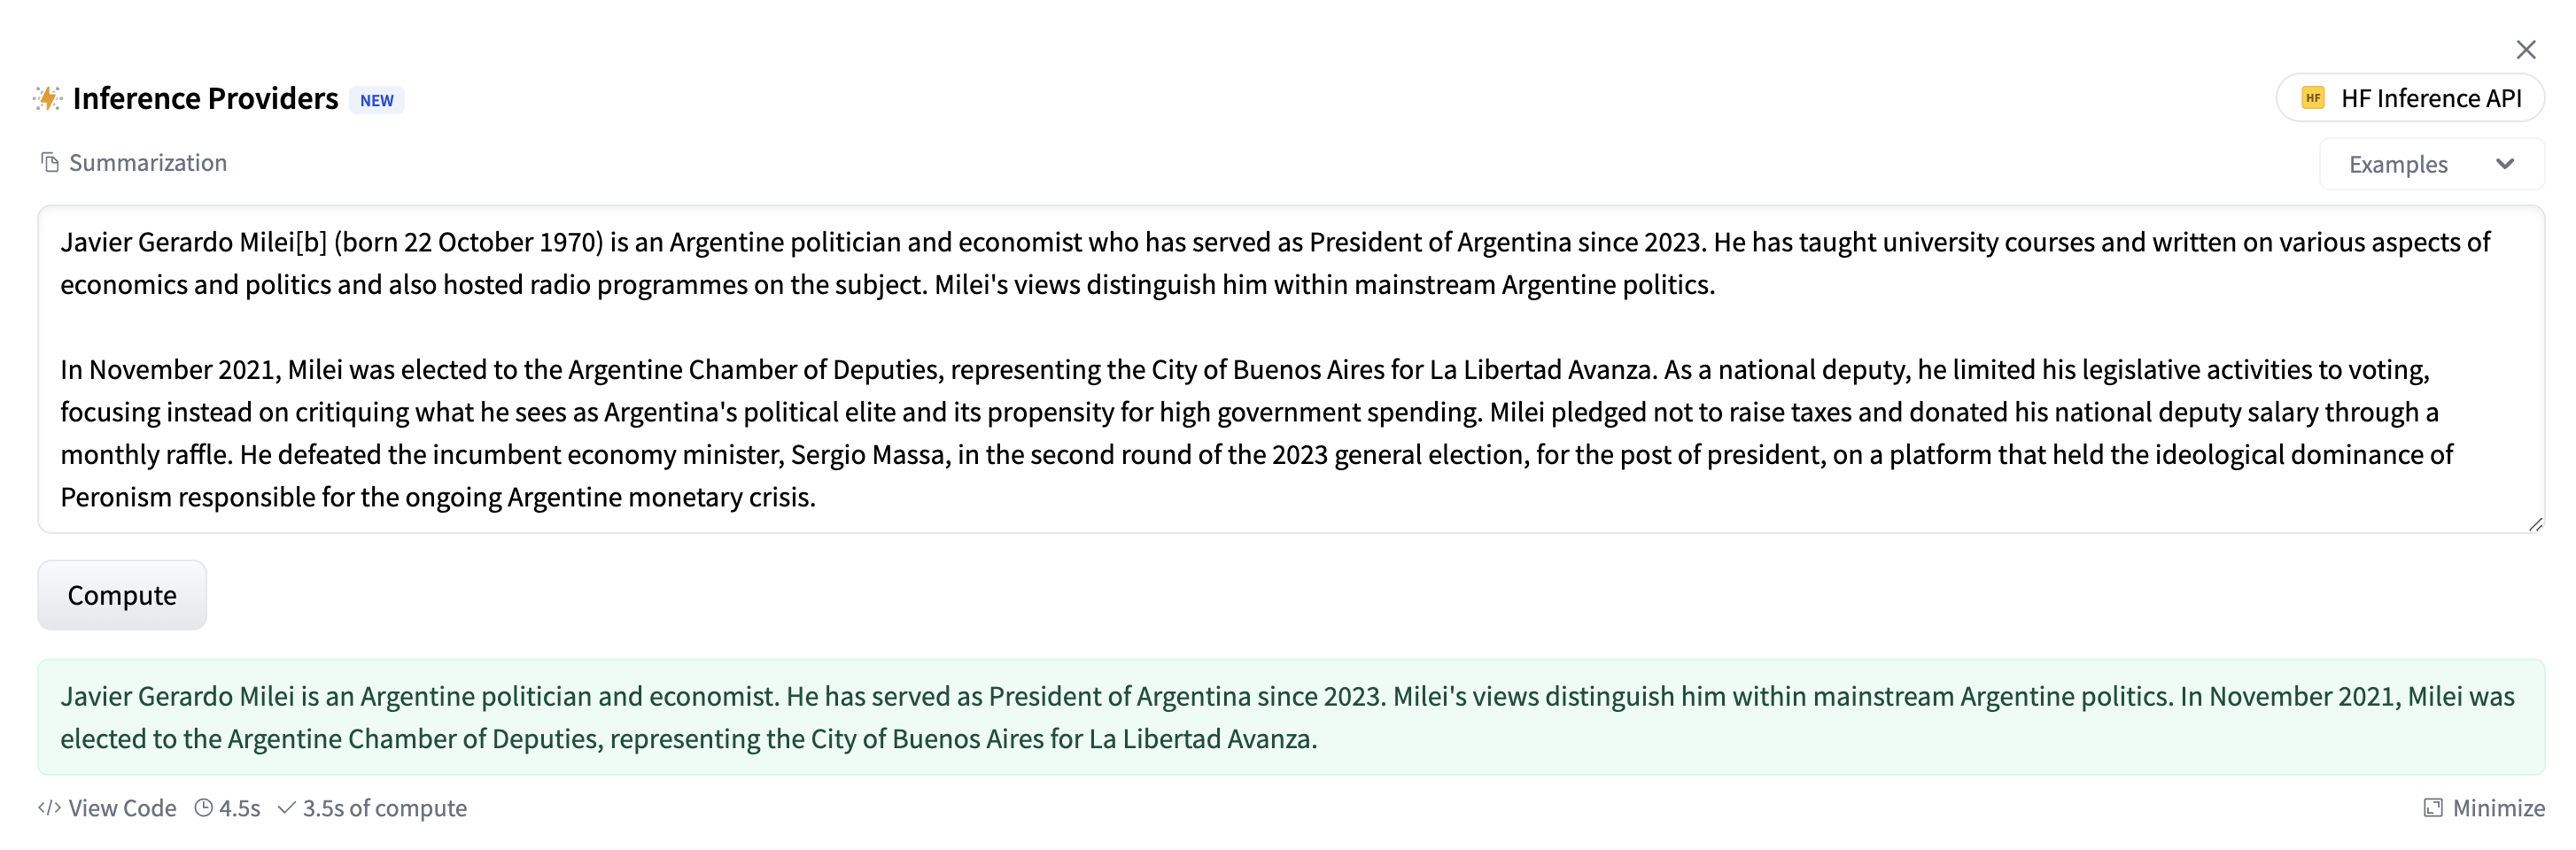 Inference Providers NEW
HF HF Inference API
Summarization
Examples
Javier Gerardo Milei[b] (born 22 October 1970) is an Argentine politician and economist who has served as President of Argentina since 2023. He has taught university courses and written on various aspects of
economics and politics and also hosted radio programmes on the subject. Milei's views distinguish him within mainstream Argentine politics.
In November 2021, Milei was elected to the Argentine Chamber of Deputies, representing the City of Buenos Aires for La Libertad Avanza. As a national deputy, he limited his legislative activities to voting,
focusing instead on critiquing what he sees as Argentina's political elite and its propensity for high government spending. Milei pledged not to raise taxes and donated his national deputy salary through a
monthly raffle. He defeated the incumbent economy minister, Sergio Massa, in the second round of the 2023 general election, for the post of president, on a platform that held the ideological dominance of
Peronism responsible for the ongoing Argentine monetary crisis.
Compute
Javier Gerardo Milei is an Argentine politician and economist. He has served as President of Argentina since 2023. Milei's views distinguish him within mainstream Argentine politics. In November 2021, Milei was
elected to the Argentine Chamber of Deputies, representing the City of Buenos Aires for La Libertad Avanza.
</> View Code 4.5s 3.5s of compute
Minimize